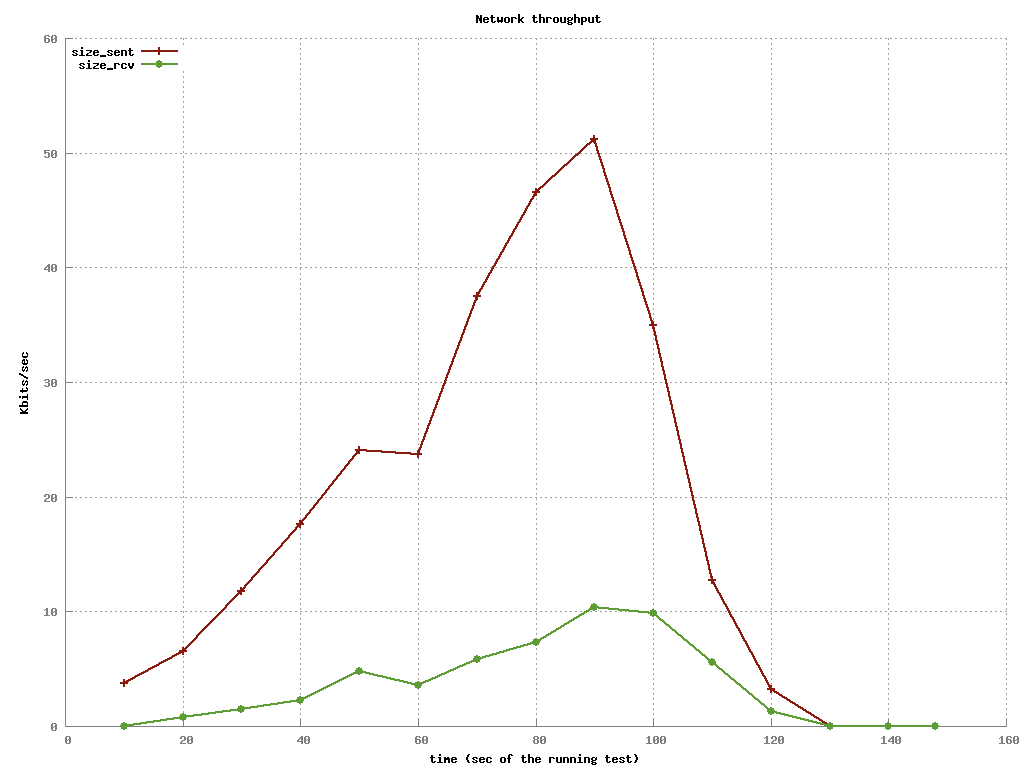 Network throughput
60
size_sent
size_rcv
50
40
Kbits/sec
30
20
10
0
0 20 40 60 80 100 120 140 160
time (sec of the running test)